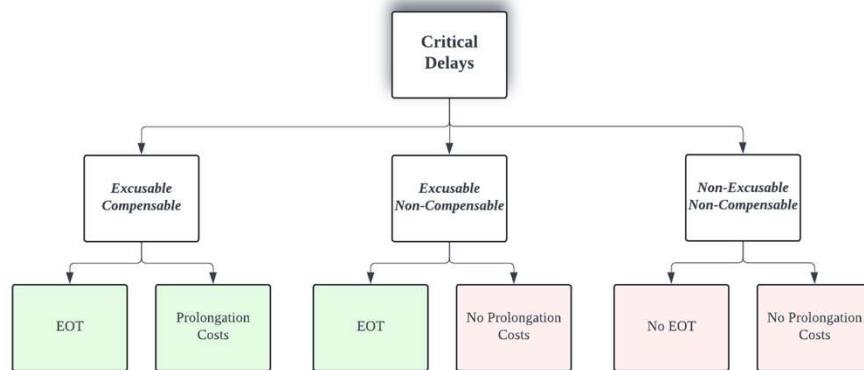 Critical
Delays
Excusable
Compensable
Excusable
Non-Compensable
Non-Excusable
Non-Compensable
EOT
Prolongation
Costs
EOT
No Prolongation
Costs
No EOT
No Prolongation
Costs